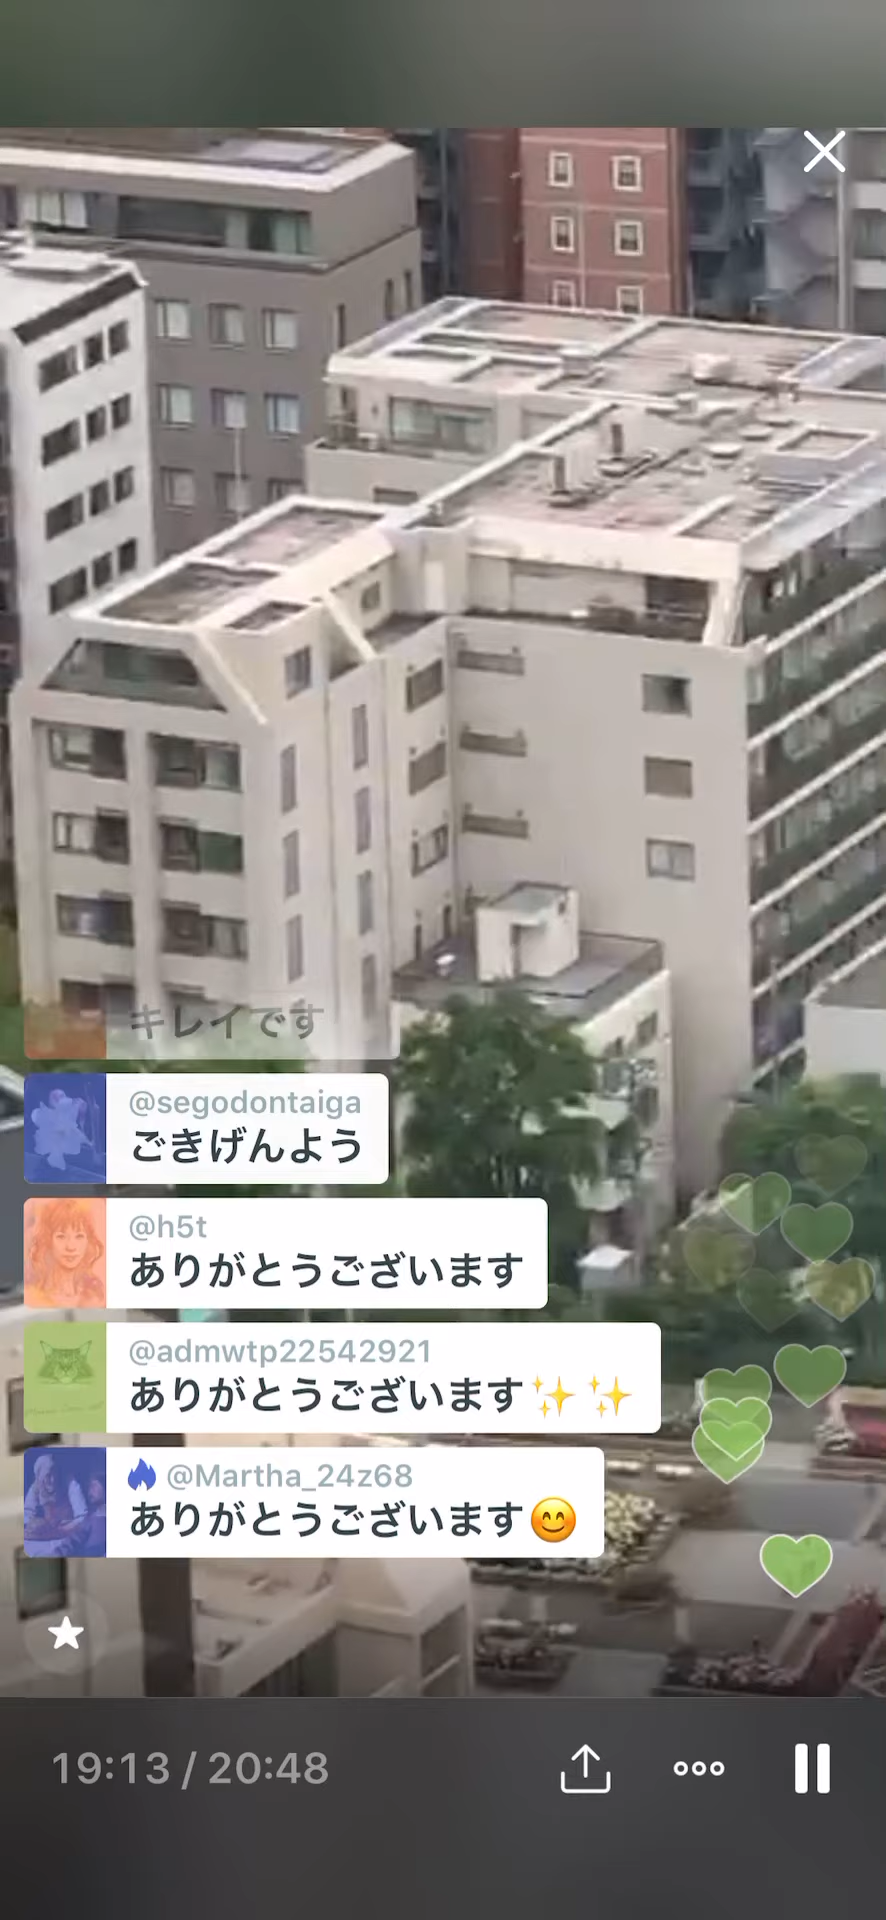 キレイです
@segodontaiga
ごきげんよう
@h5t
ありがとうございます
@admwtp22542921
ありがとうございます✨✨
@Martha_24z68
ありがとうございます😊
19:13 / 20:48